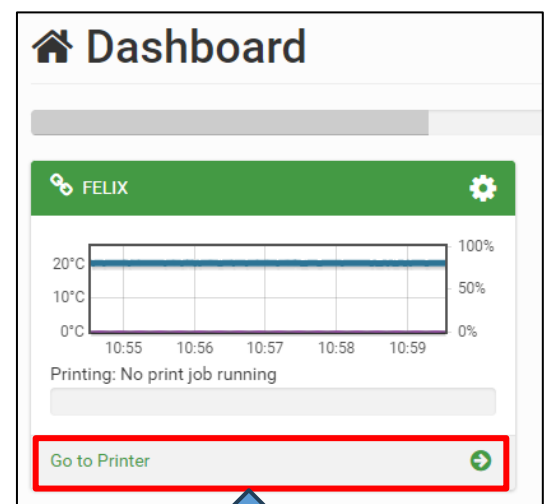 Dashboard
FELIX
100%
20°C
50%
10°C
0°C
0%
10:55 10:56 10:57 10:58 10:59
Printing: No print job running
Go to Printer